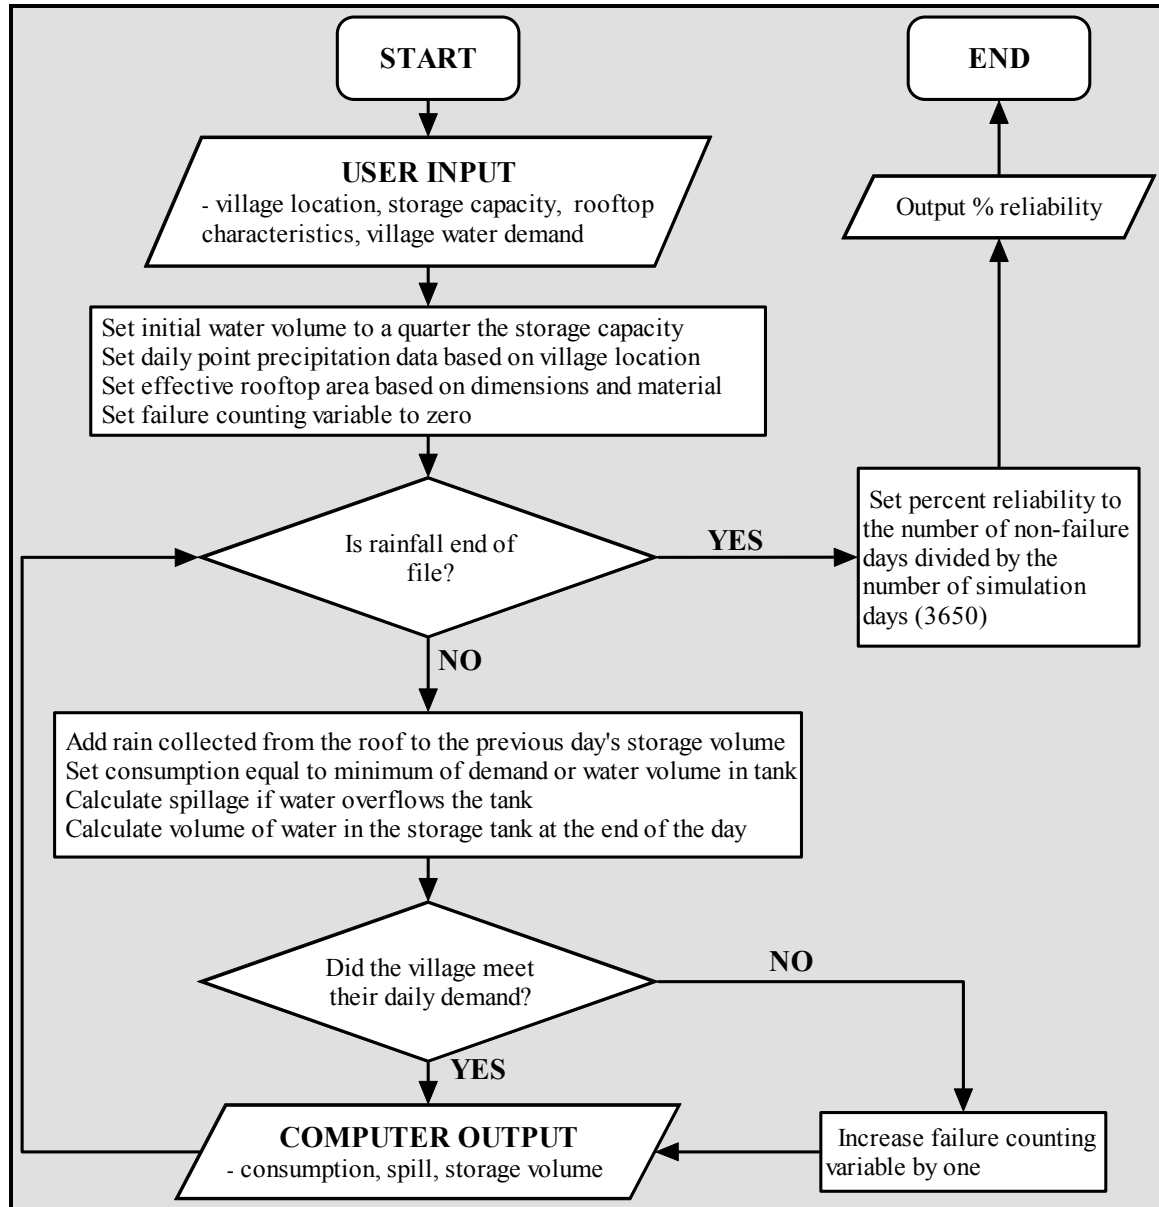 START
USER INPUT
- village location, storage capacity, rooftop
characteristics, village water demand
Set initial water volume to a quarter the storage capacity
Set daily point precipitation data based on village location
Set effective rooftop area based on dimensions and material
Set failure counting variable to zero
Is rainfall end of
file?
YES
NO
Set percent reliability to
the number of non-failure
days divided by the
number of simulation
days (3650)
Output % reliability
END
Add rain collected from the roof to the previous day's storage volume
Set consumption equal to minimum of demand or water volume in tank
Calculate spillage if water overflows the tank
Calculate volume of water in the storage tank at the end of the day
Did the village meet
their daily demand?
NO
YES
Increase failure counting
variable by one
COMPUTER OUTPUT
- consumption, spill, storage volume